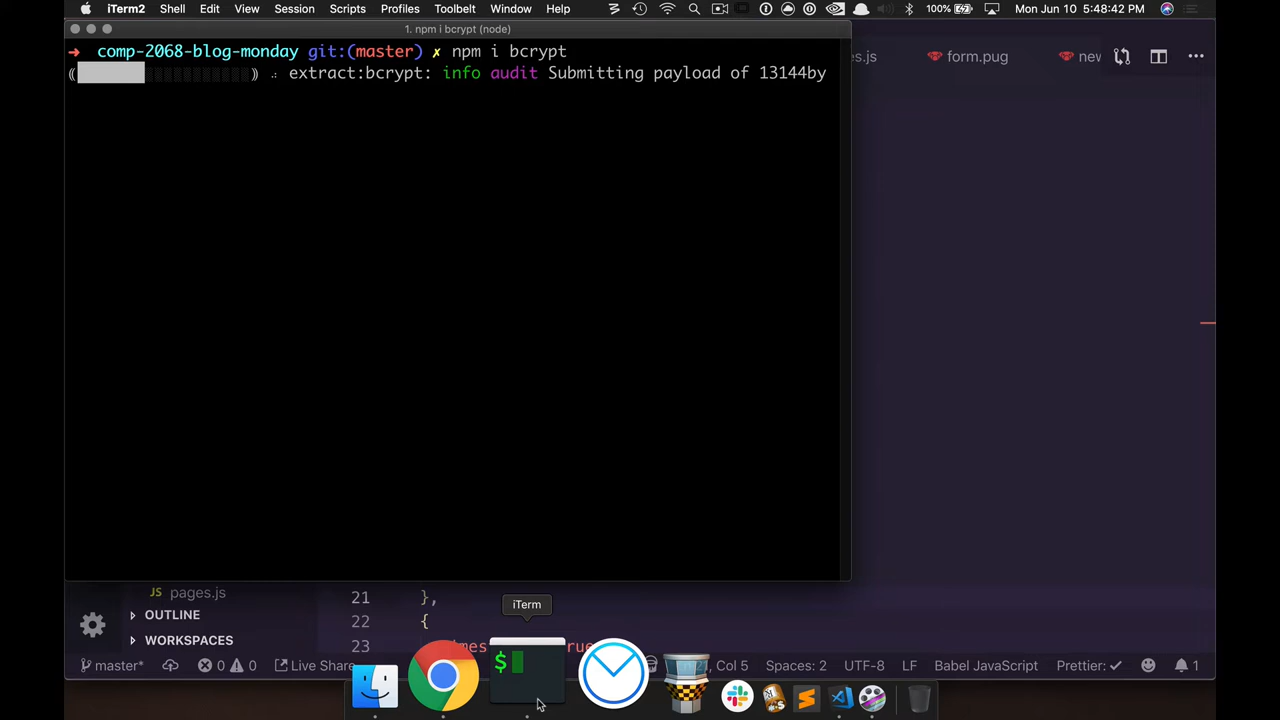 iTerm2 Shell Edit View Session Scripts Profiles Toolbelt Window Help 100% Mon Jun 10 5:48:42 PM
1. npm i bcrypt (node)
➜ comp-2068-blog-monday git:(master) ✗ npm i bcrypt
extract:bcrypt: info audit Submitting payload of 13144by
s.js form.pug new
JS pages.js
OUTLINE
WORKSPACES
21 },
22 {
23
iTerm
$
master* 0 0 Live Share Col 5 Spaces: 2 UTF-8 LF Babel JavaScript Prettier: ✓